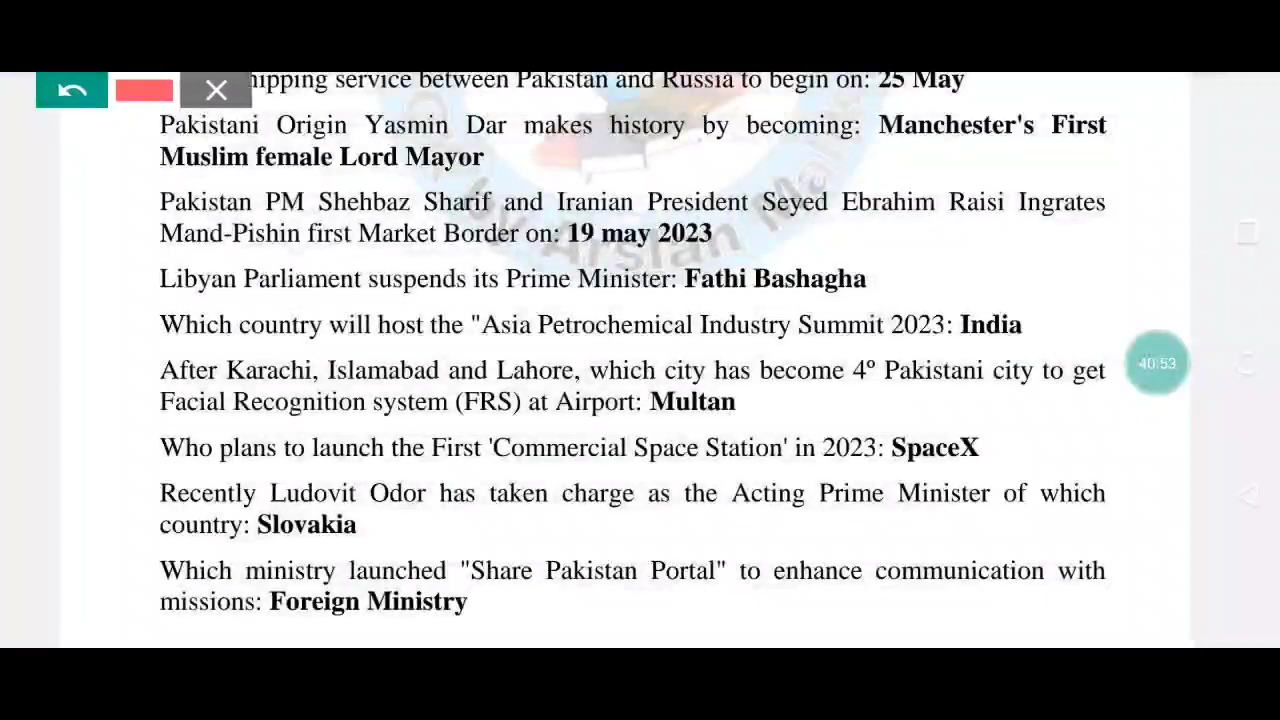 hipping service between Pakistan and Russia to begin on: 25 May
Pakistani Origin Yasmin Dar makes history by becoming: Manchester's First
Muslim female Lord Mayor
Pakistan PM Shehbaz Sharif and Iranian President Seyed Ebrahim Raisi Ingrates
Mand-Pishin first Market Border on: 19 may 2023
Libyan Parliament suspends its Prime Minister: Fathi Bashagha
Which country will host the "Asia Petrochemical Industry Summit 2023: India
After Karachi, Islamabad and Lahore, which city has become 4º Pakistani city to get
Facial Recognition system (FRS) at Airport: Multan
40:53
Who plans to launch the First 'Commercial Space Station' in 2023: SpaceX
Recently Ludovit Odor has taken charge as the Acting Prime Minister of which
country: Slovakia
Which ministry launched "Share Pakistan Portal" to enhance communication with
missions: Foreign Ministry
by Arslan